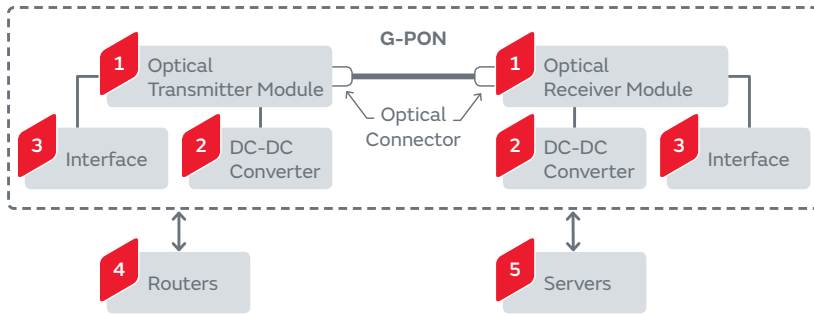 G-PON
1
Optical
Transmitter Module
1
Optical
Receiver Module
Optical
Connector
3
Interface
2
DC-DC
Converter
2
DC-DC
Converter
3
Interface
4
Routers
5
Servers